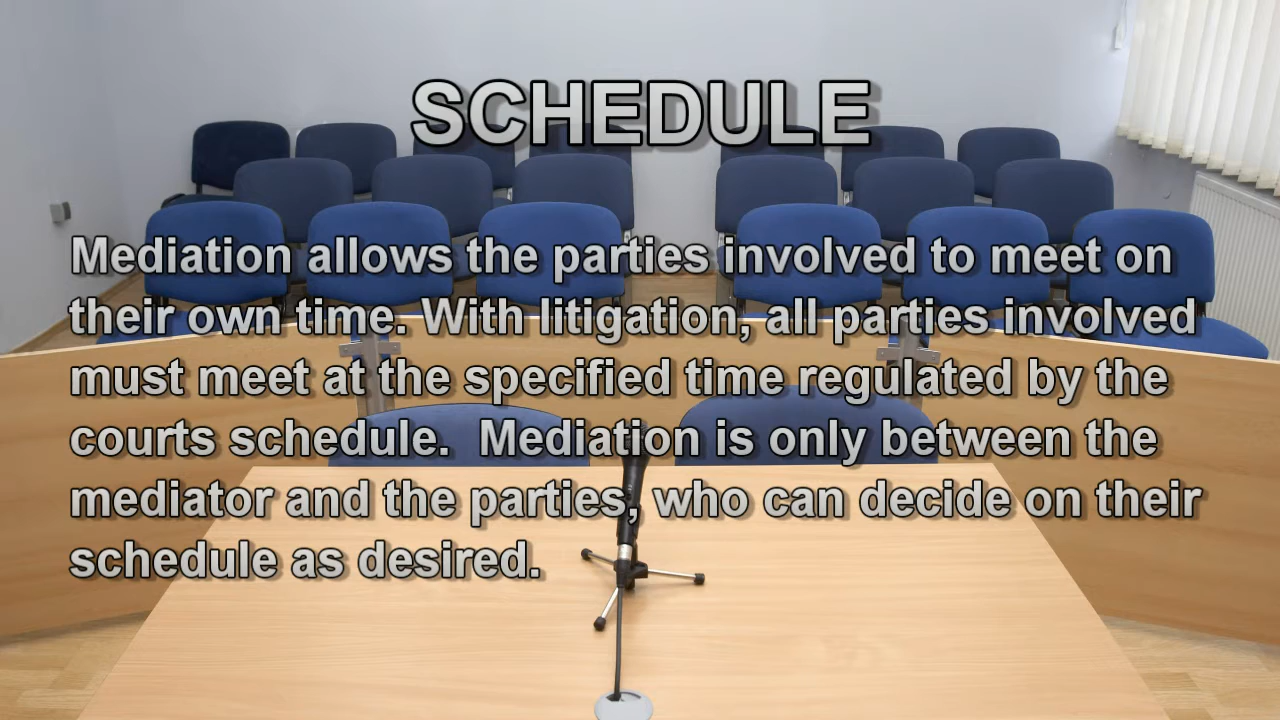 SCHEDULE
Mediation allows the parties involved to meet on
their own time. With litigation, all parties involved
must meet at the specified time regulated by the
courts schedule.  Mediation is only between the
mediator and the parties, who can decide on their
schedule as desired.